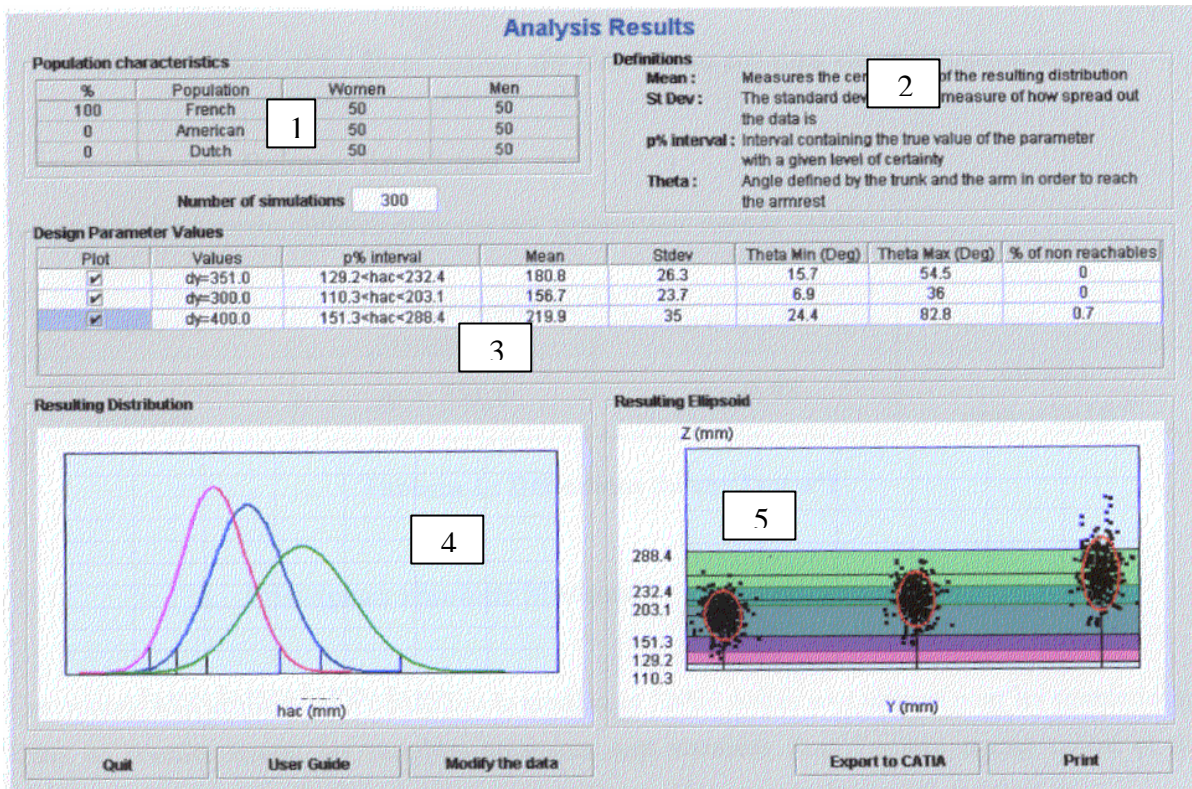 Analysis Results
Population characteristics
% Population Women Men
100 French 50 50
0 American 50 50
0 Dutch 50 50
1
Number of simulations 300
Definitions
Mean : Measures the of the resulting distribution
St Dev : The standard measure of how spread out
the data is
p% interval : Interval containing the true value of the parameter
with a given level of certainty
Theta : Angle defined by the trunk and the arm in order to reach
the armrest
2
Design Parameter Values
Plot Values p% interval Mean Stdev Theta Min (Deg) Theta Max (Deg) % of non reachables
dy=351.0 129.2<hac<232.4 180.8 26.3 15.7 54.5 0
dy=300.0 110.3<hac<203.1 156.7 23.7 6.9 36 0
dy=400.0 151.3<hac<288.4 219.9 35 24.4 82.8 0.7
3
Resulting Distribution
4
hac (mm)
Resulting Ellipsoid
Z (mm)
5
288.4
232.4
203.1
151.3
129.2
110.3
Y (mm)
Quit User Guide Modify the data Export to CATIA Print